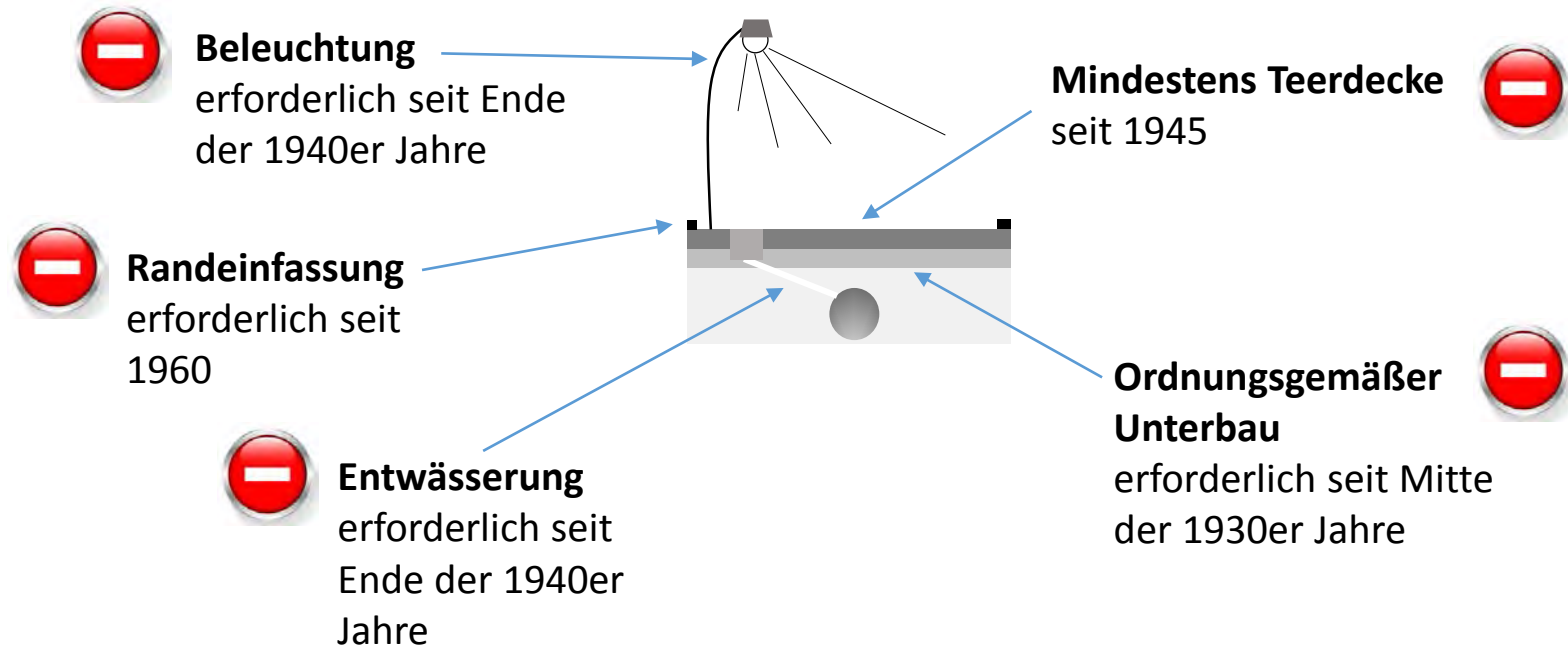 Beleuchtung
erforderlich seit Ende
der 1940er Jahre
Mindestens Teerdecke
seit 1945
Randeinfassung
erforderlich seit
1960
Ordnungsgemäßer
Unterbau
erforderlich seit Mitte
der 1930er Jahre
Entwässerung
erforderlich seit
Ende der 1940er
Jahre